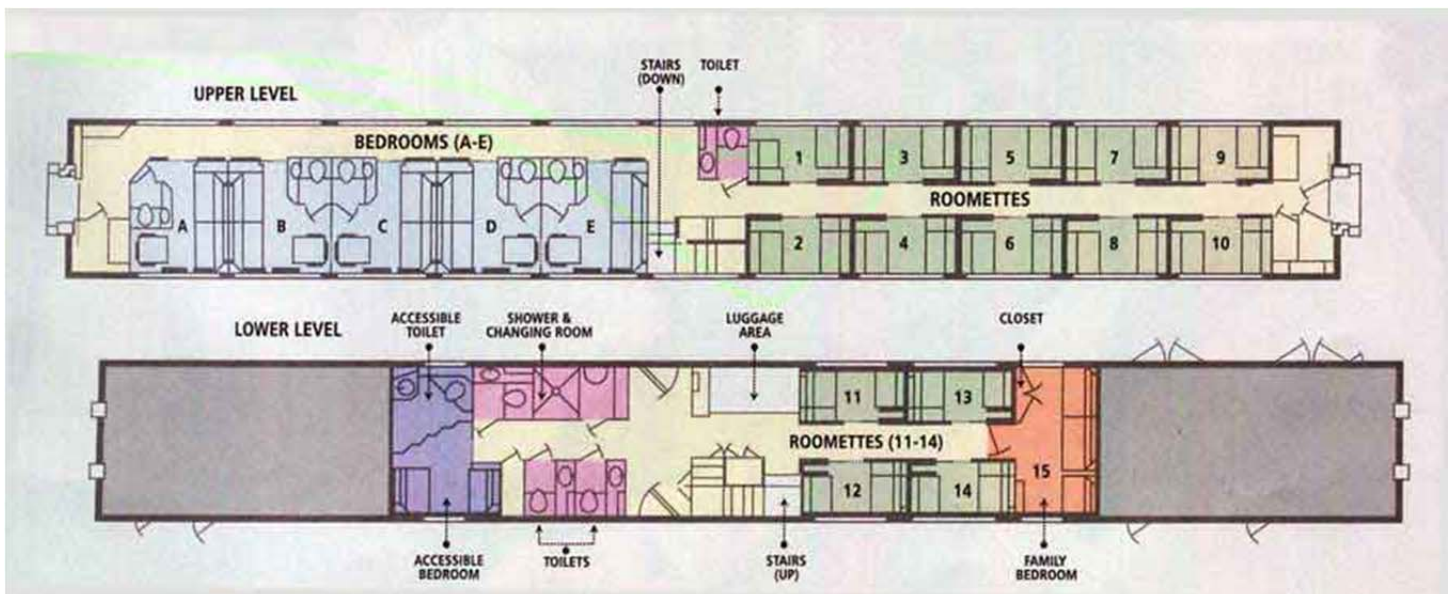 STAIRS
(DOWN)
TOILET
UPPER LEVEL
BEDROOMS (A-E)
1
3
5
7
9
ROOMETTES
A
B
C
D
E
2
4
6
8
10
LOWER LEVEL
ACCESSIBLE
TOILET
SHOWER &
CHANGING ROOM
LUGGAGE
AREA
CLOSET
11
13
ROOMETTES (11-14)
15
12
14
ACCESSIBLE
BEDROOM
TOILETS
STAIRS
(UP)
FAMILY
BEDROOM